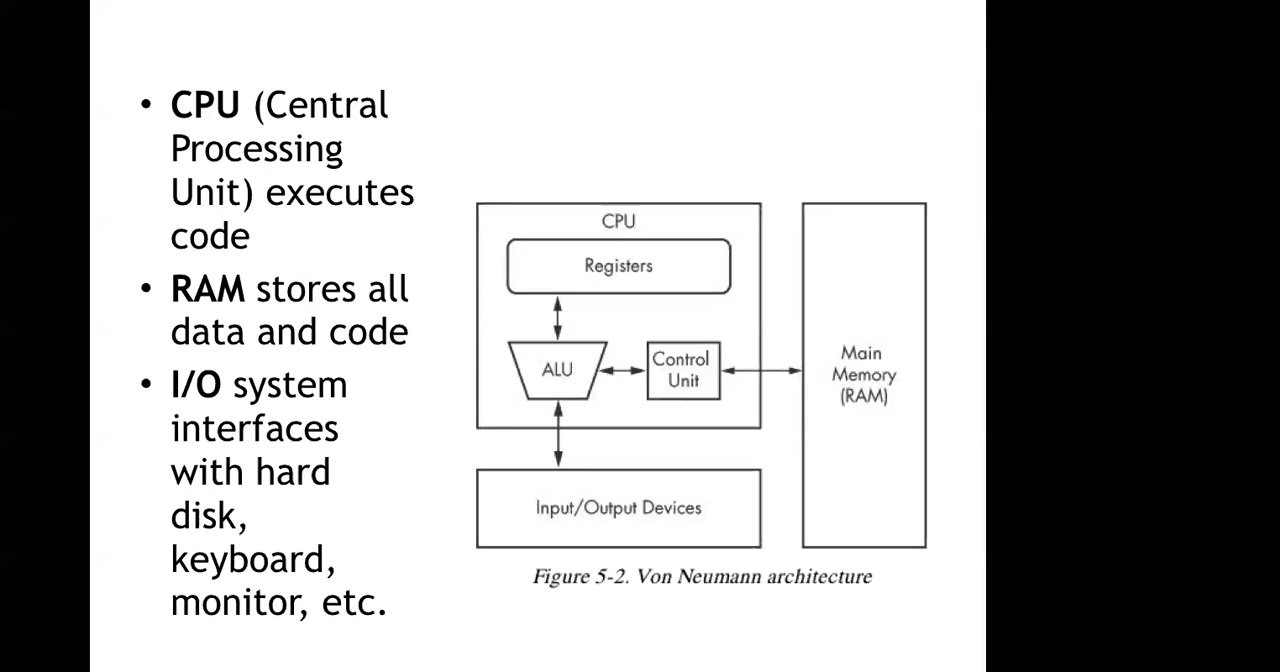 • CPU (Central
Processing
Unit) executes
code
• RAM stores all
data and code
• I/O system
interfaces
with hard
disk,
keyboard,
monitor, etc.
CPU
Registers
ALU
Control
Unit
Main
Memory
(RAM)
Input/Output Devices
Figure 5-2. Von Neumann architecture